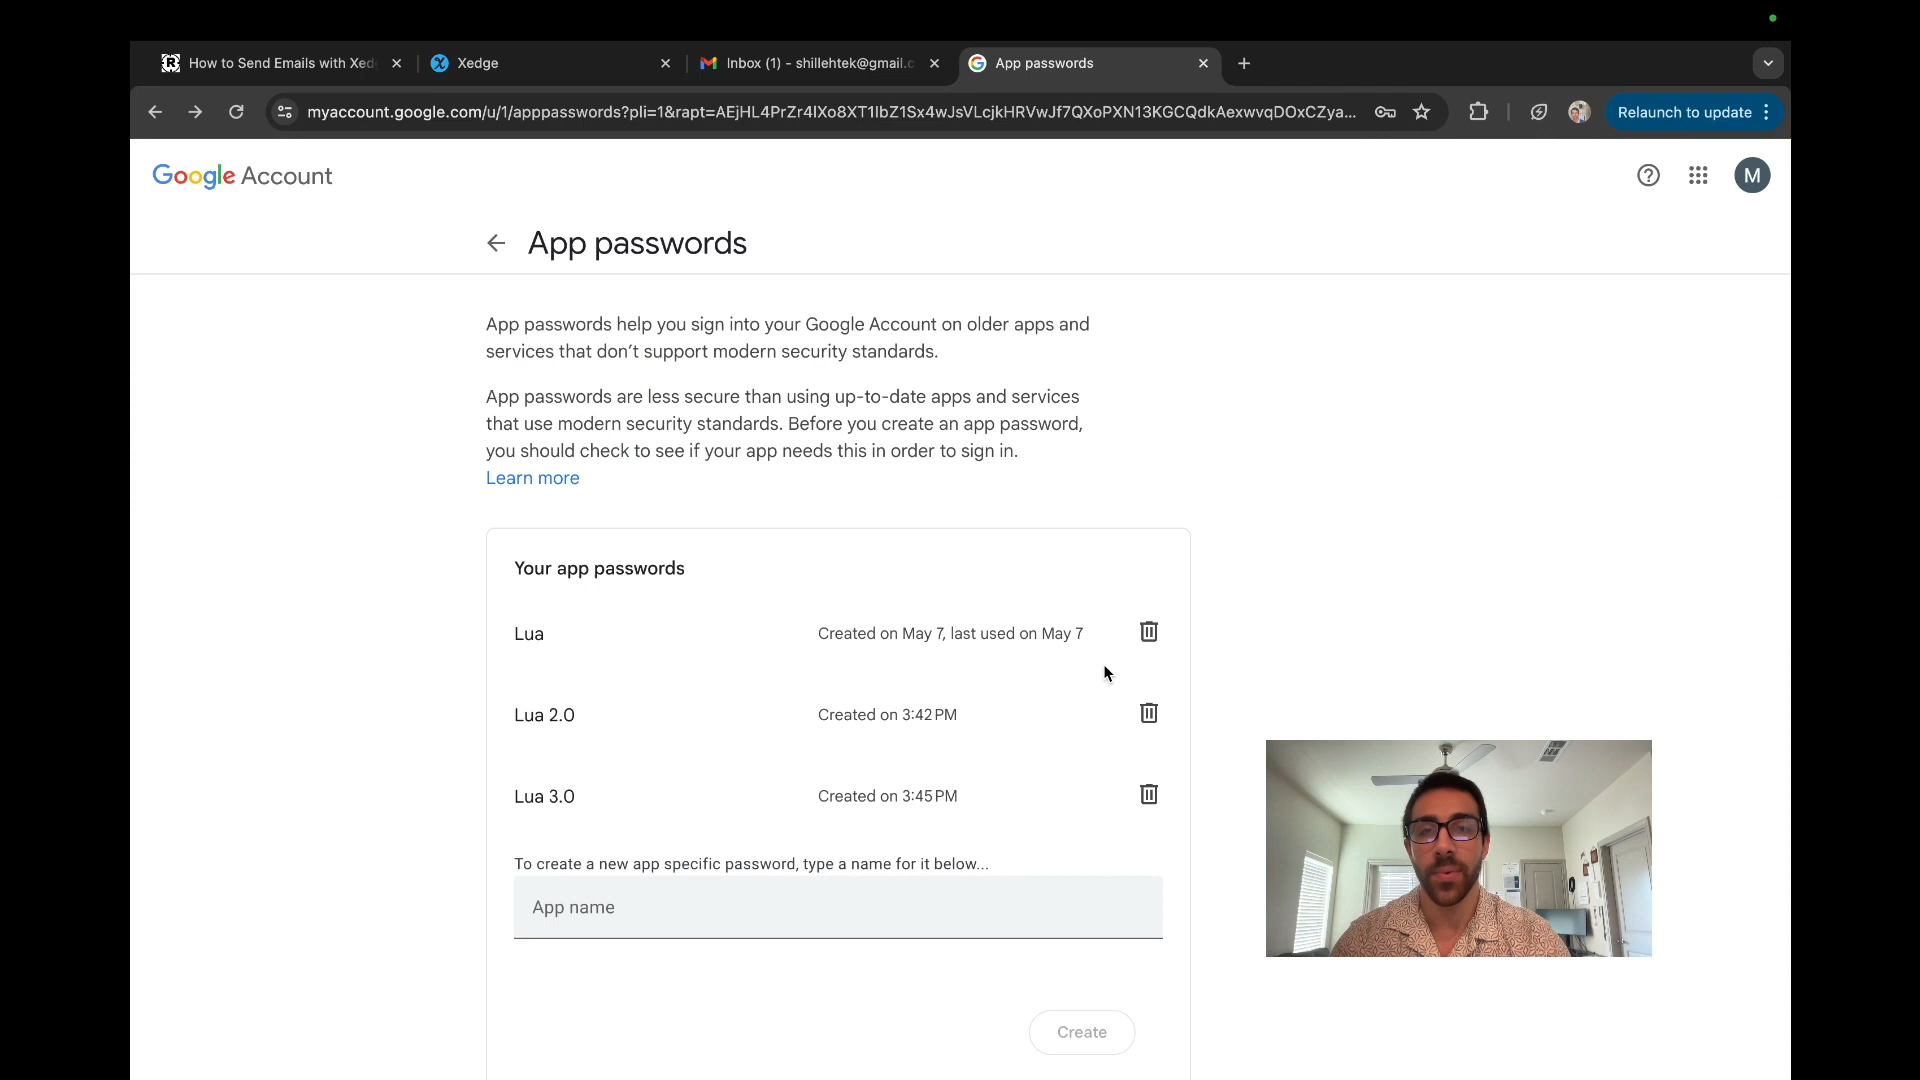 How to Send Emails with Xed
Xedge
Inbox (1) - shillehtek@gmail.c
App passwords
myaccount.google.com/u/1/apppasswords?pli=1&rapt=AEjHL4PrZr4IXo8XT1IbZ1Sx4wJsVLcjkHRVwJf7QXoPXN13KGCQdkAexwvqDOxCZya...
Relaunch to update
Google Account
M
App passwords
App passwords help you sign into your Google Account on older apps and
services that don’t support modern security standards.
App passwords are less secure than using up-to-date apps and services
that use modern security standards. Before you create an app password,
you should check to see if your app needs this in order to sign in.
Learn more
Your app passwords
Lua
Created on May 7, last used on May 7
Lua 2.0
Created on 3:42 PM
Lua 3.0
Created on 3:45 PM
To create a new app specific password, type a name for it below...
App name
Create